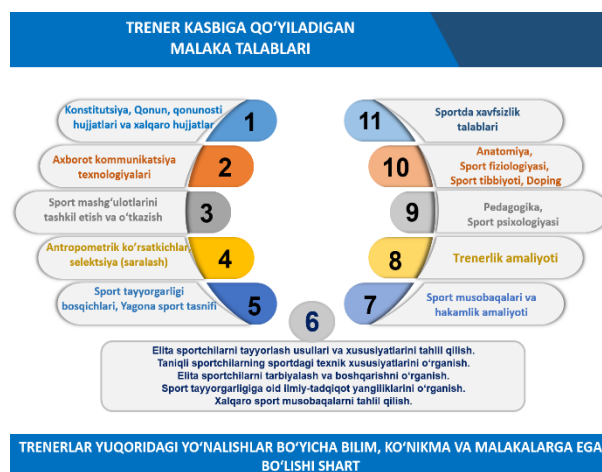 TRENER KASBIGA QO‘YILADIGAN
MALAKA TALABLARI
Konstitutsiya, Qonun, qonunosti
hujjatlari va xalqaro hujjatlar
1
Axborot kommunikatsiya
texnologiyalari
2
Sport mashg‘ulotlarini
tashkil etish va o‘tkazish
3
Antropometrik ko‘rsatkichlar,
selektsiya (saralash)
4
Sport tayyorgarligi
bosqichlari, Yagona sport tasnifi
5
6
Elita sportchilarni tayyorlash usullari va xususiyatlarini tahlil qilish.
Taniqli sportchilarning sportdagi texnik xususiyatlarini o‘rganish.
Elita sportchilarni tarbiyalash va boshqarishni o‘rganish.
Sport tayyorgarligiga oid ilmiy-tadqiqot yangiliklarini o‘rganish.
Xalqaro sport musobaqalarni tahlil qilish.
7
Sport musobaqalari va
hakamlik amaliyoti
8
Trenerlik amaliyoti
9
Pedagogika,
Sport psixologiyasi
10
Anatomiya,
Sport fiziologiyasi,
Sport tibbiyoti, Doping
11
Sportda xavfsizlik
talablari
TRENERLAR YUQORIDAGI YO‘NALISHLAR BO‘YICHA BILIM, KO‘NIKMA VA MALAKALARGA EGA
BO‘LISHI SHART